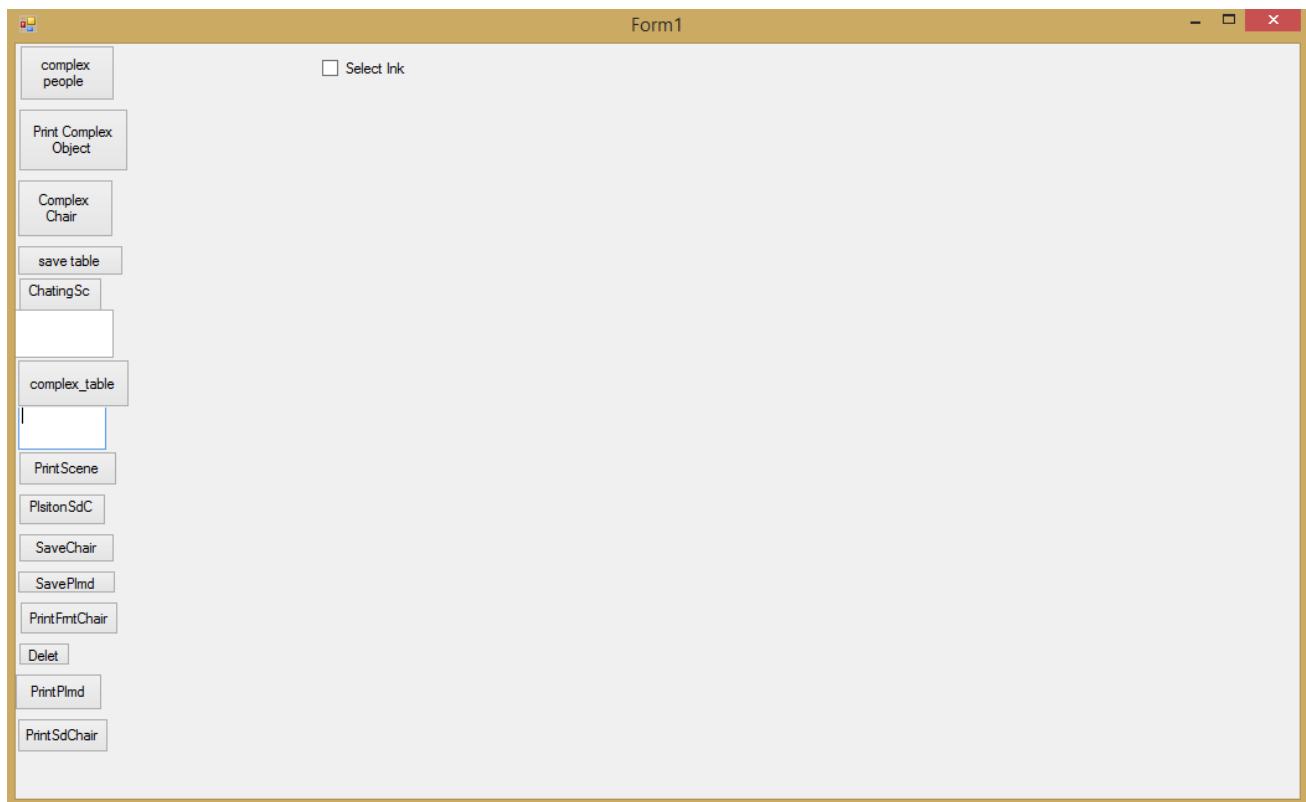 Form1
complex
people
Select Ink
Print Complex
Object
Complex
Chair
save table
ChatingSc
complex_table
PrintScene
PlsitonSdC
SaveChair
SavePlmd
PrintFrntChair
Delet
PrintPlmd
PrintSdChair